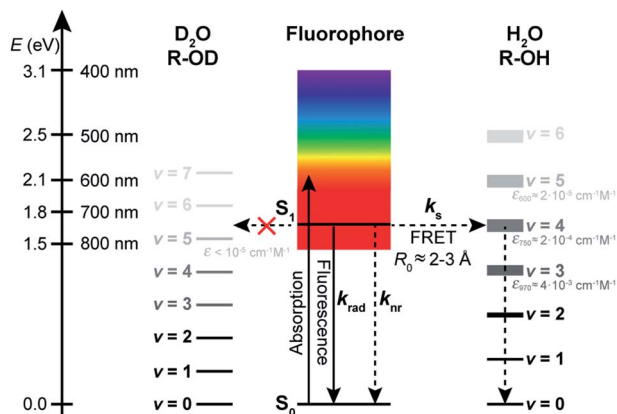 E (eV)
3.1
2.5
2.1
1.8
1.5
0.0
400 nm
500 nm
600 nm
700 nm
800 nm
D₂O
R-OD
v = 7
v = 6
v = 5
ε < 10⁻⁵ cm⁻¹M⁻¹
v = 4
v = 3
v = 2
v = 1
v = 0
Fluorophore
S₁
S₀
Absorption
Fluorescence
k_rad
k_nr
k_s
FRET
R₀ ≈ 2-3 Å
H₂O
R-OH
v = 6
v = 5
ε₆₀₀≈ 2·10⁻⁵ cm⁻¹M⁻¹
v = 4
ε₇₅₀≈ 2·10⁻⁴ cm⁻¹M⁻¹
v = 3
ε₉₇₀≈ 4·10⁻³ cm⁻¹M⁻¹
v = 2
v = 1
v = 0